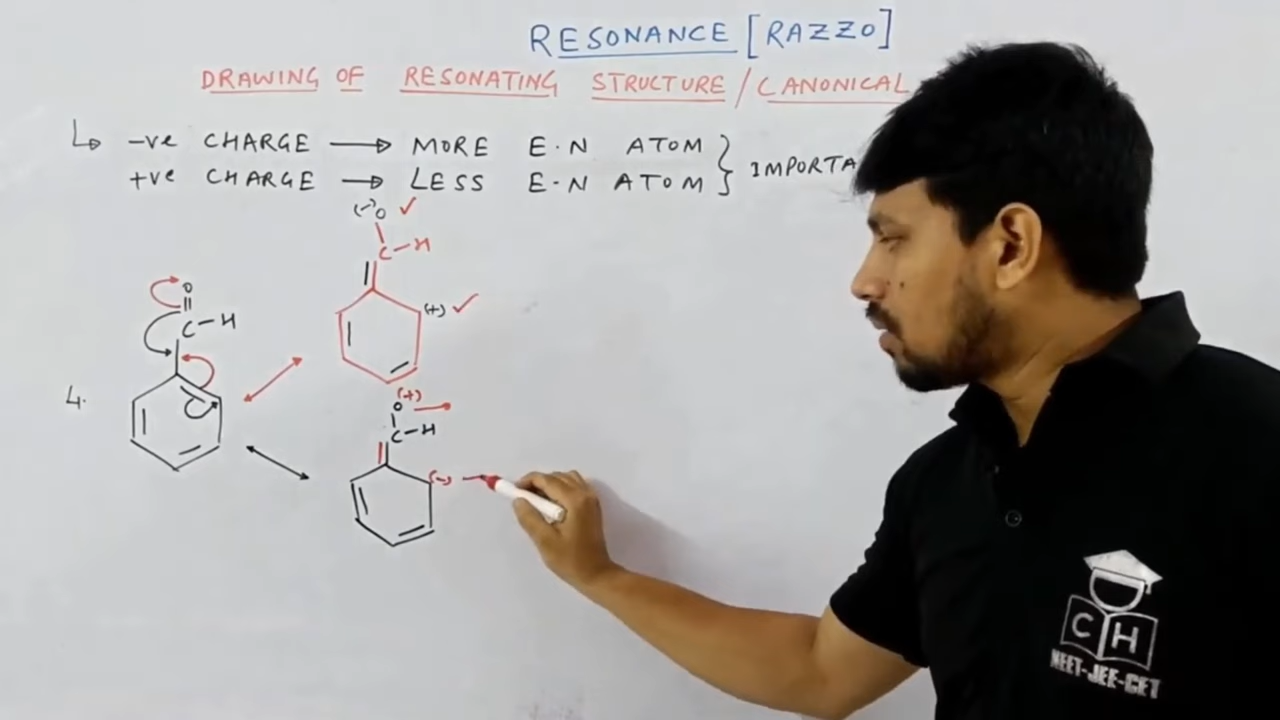 RESONANCE [RAZZO]
DRAWING OF RESONATING STRUCTURE / CANONICAL
-ve CHARGE → MORE E.N ATOM
+ve CHARGE → LESS E-N ATOM } IMPORTA
(-)O ✓
C-H
(+) ✓
O
C-H
4.
(+)
O
C-H
(-)
C H
NEET-JEE-CET